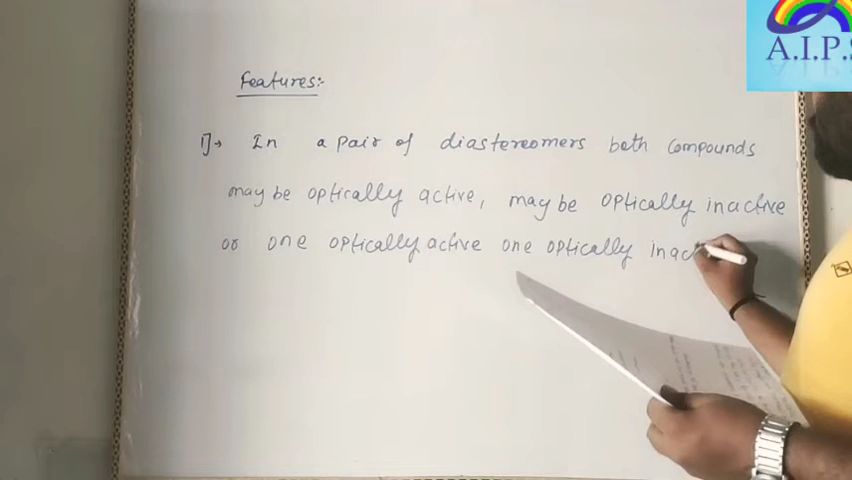 A.I.P.S
Features:-
1]→ In a pair of diastereomers both compounds
may be optically active, may be optically inactive
or one optically active one optically inac